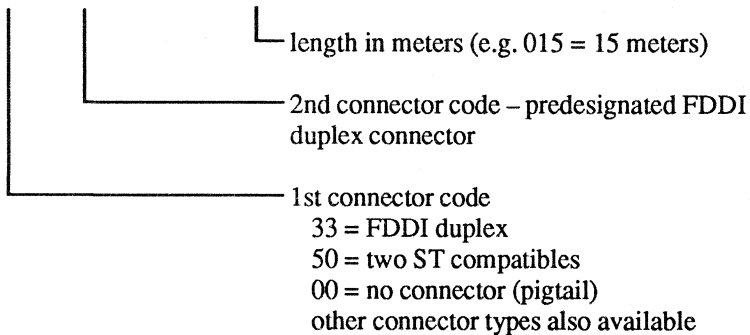 length in meters (e.g. 015 = 15 meters)
2nd connector code – predesignated FDDI
duplex connector
1st connector code
33 = FDDI duplex
50 = two ST compatibles
00 = no connector (pigtail)
other connector types also available